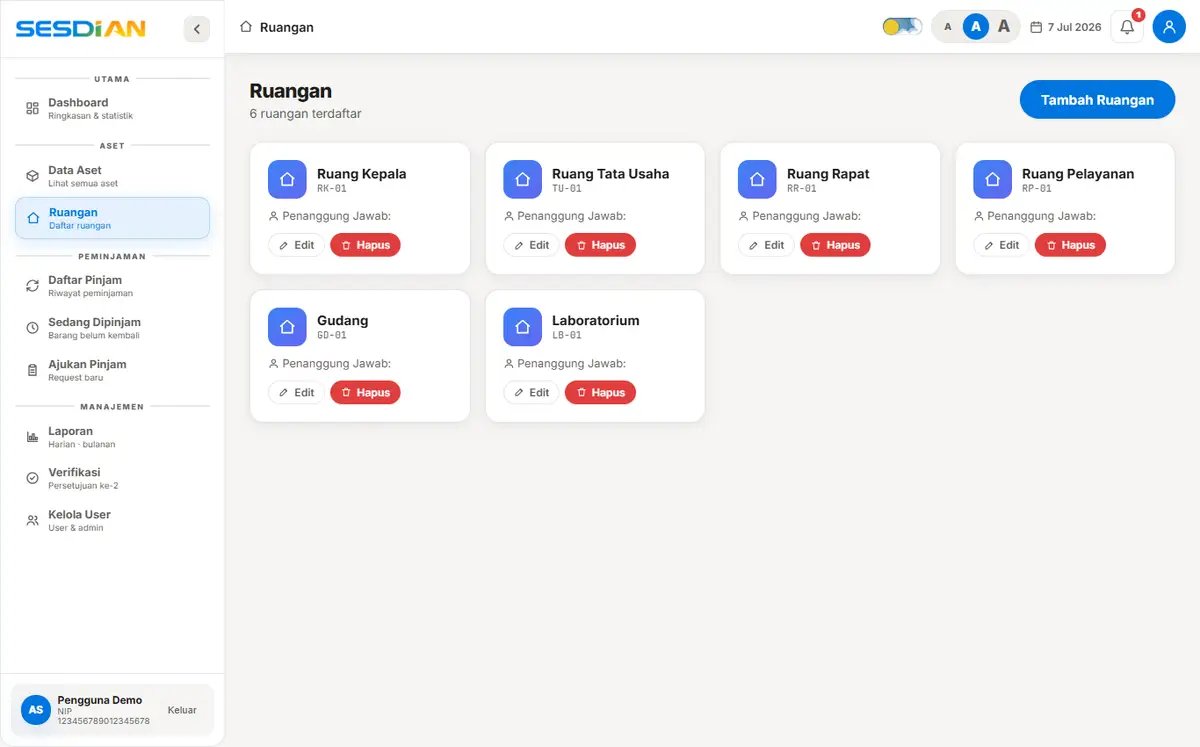 SESDiAN
UTAMA
Dashboard
Ringkasan & statistik
ASET
Data Aset
Lihat semua aset
Ruangan
Daftar ruangan
PEMINJAMAN
Daftar Pinjam
Riwayat peminjaman
Sedang Dipinjam
Barang belum kembali
Ajukan Pinjam
Request baru
MANAJEMEN
Laporan
Harian - bulanan
Verifikasi
Persetujuan ke-2
Kelola User
User & admin
AS
Pengguna Demo
NIP
123456789012345678
Keluar
Ruangan
A A A
7 Jul 2026
1
Ruangan
6 ruangan terdaftar
Tambah Ruangan
Ruang Kepala
RK-01
Penanggung Jawab:
Edit Hapus
Ruang Tata Usaha
TU-01
Penanggung Jawab:
Edit Hapus
Ruang Rapat
RR-01
Penanggung Jawab:
Edit Hapus
Ruang Pelayanan
RP-01
Penanggung Jawab:
Edit Hapus
Gudang
GD-01
Penanggung Jawab:
Edit Hapus
Laboratorium
LB-01
Penanggung Jawab:
Edit Hapus